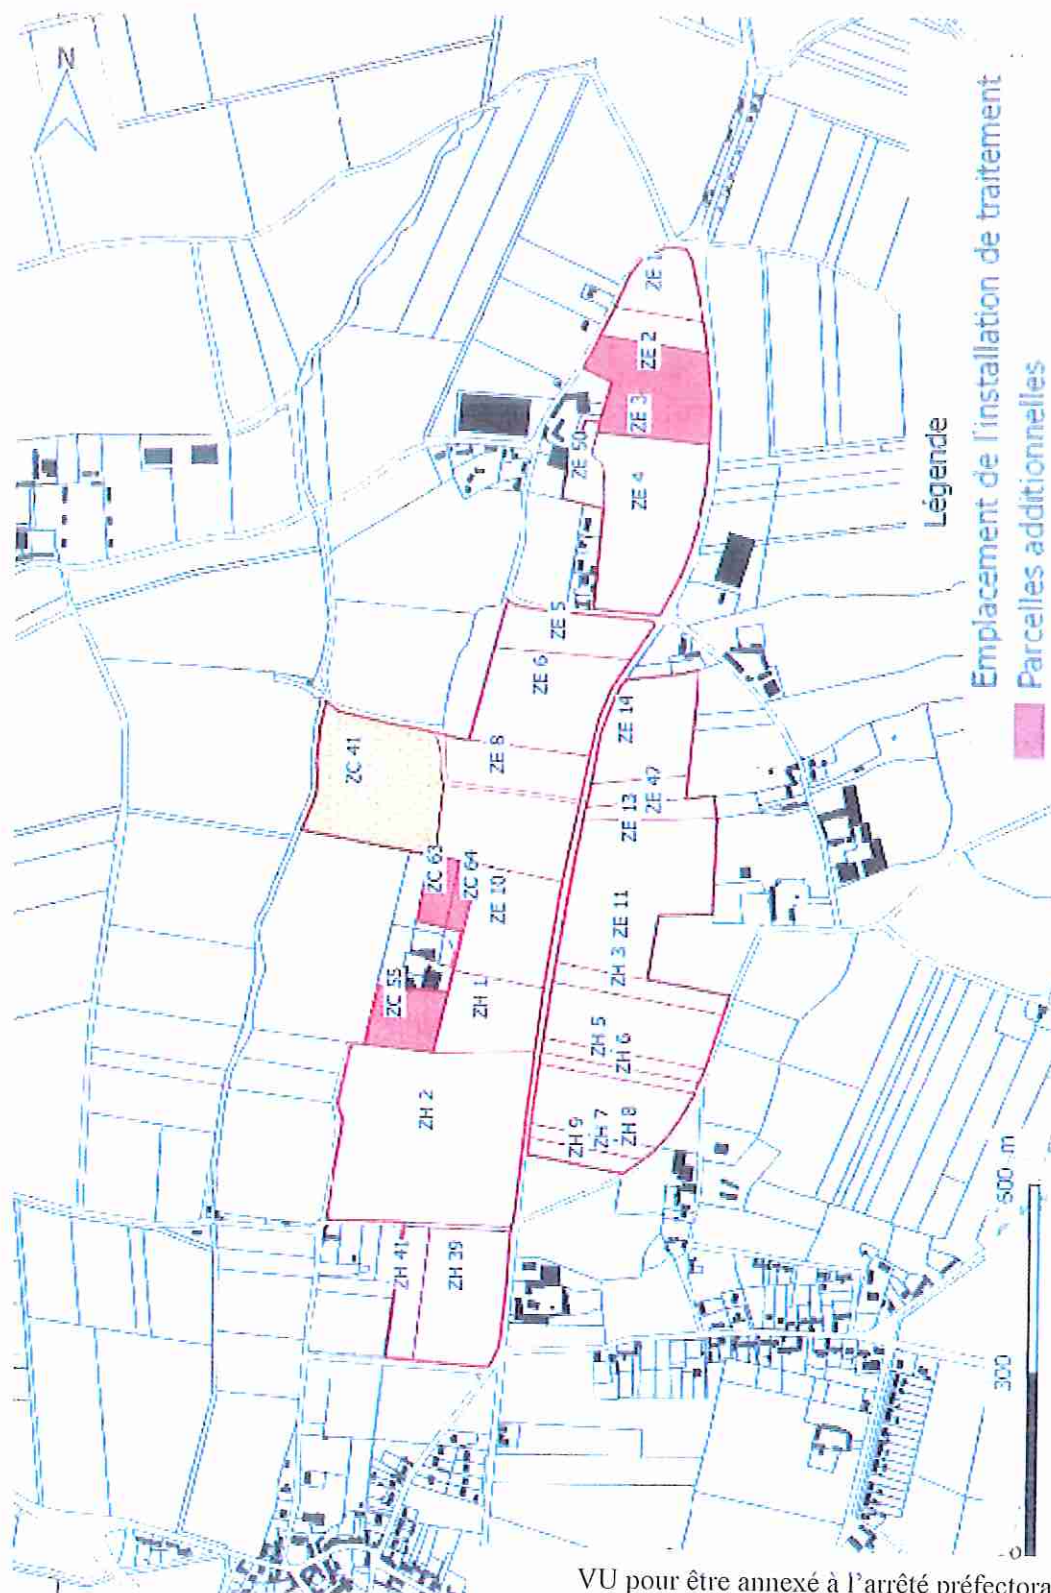 N
ZE 1
ZE 2
ZE 3
ZE 50
ZE 4
ZE 5
ZE 6
ZE 8
ZE 14
ZE 47
ZE 13
ZC 41
ZC 63
ZC 64
ZE 10
ZE 11
ZH 3
ZC 55
ZH 1
ZH 5
ZH 6
ZH 2
ZH 9
ZH 7
ZH 8
ZH 41
ZH 39
Légende
Emplacement de l'installation de traitement
Parcelles additionnelles
0 300 600 m
VU pour être annexé à l'arrêté préfectora